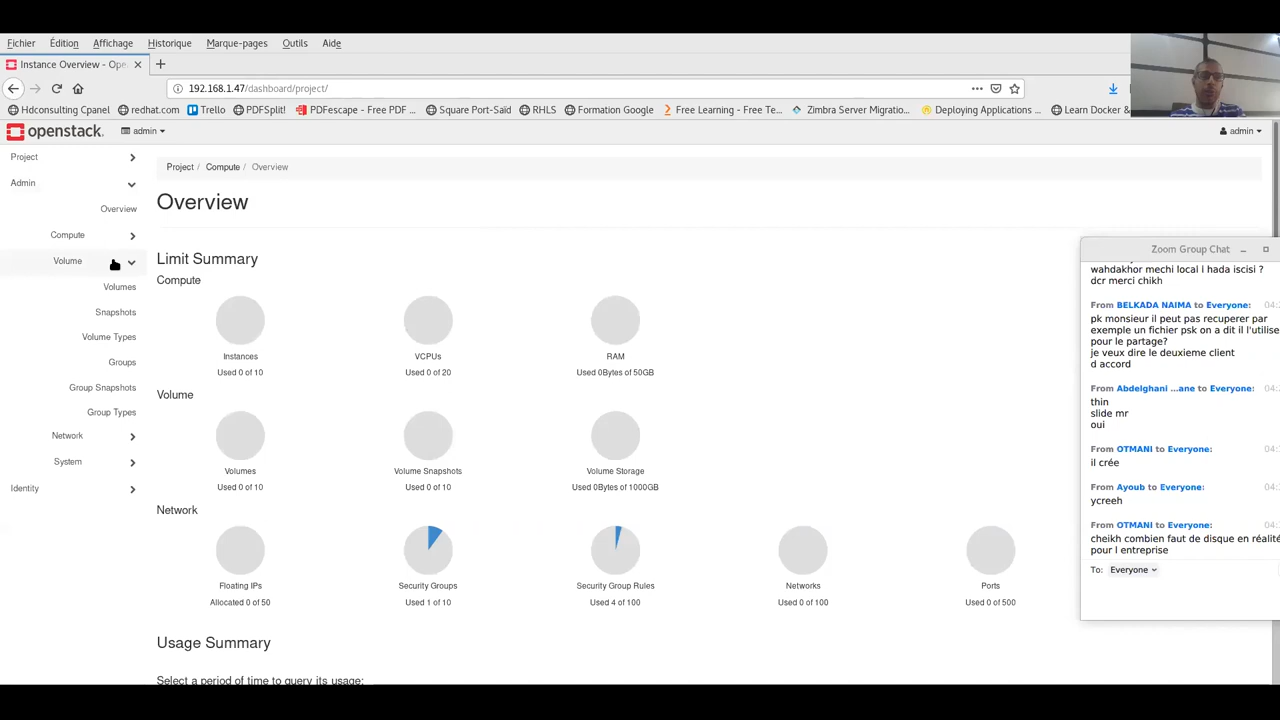 Fichier Édition Affichage Historique Marque-pages Outils Aide
Instance Overview - Ope
192.168.1.47/dashboard/project/
Hdconsulting Cpanel redhat.com Trello PDFSplit! PDFescape - Free PDF ... Square Port-Saïd RHLS Formation Google Free Learning - Free Te... Zimbra Server Migratio... Deploying Applications ... Learn Docker &
openstack. admin admin
Project
Admin
Overview
Compute
Volume
Volumes
Snapshots
Volume Types
Groups
Group Snapshots
Group Types
Network
System
Identity
Project / Compute / Overview
Overview
Limit Summary
Compute
Instances VCPUs RAM
Used 0 of 10 Used 0 of 20 Used 0Bytes of 50GB
Volume
Volumes Volume Snapshots Volume Storage
Used 0 of 10 Used 0 of 10 Used 0Bytes of 1000GB
Network
Floating IPs Security Groups Security Group Rules Networks Ports
Allocated 0 of 50 Used 1 of 10 Used 4 of 100 Used 0 of 100 Used 0 of 500
Usage Summary
Select a period of time to query its usage:
Zoom Group Chat
wahdakhor mechi local l hada iscisi ?
dcr merci chikh
From BELKADA NAIMA to Everyone:
pk monsieur il peut pas recuperer par
exemple un fichier psk on a dit il l'utilise
pour le partage?
je veux dire le deuxieme client
d accord
From Abdelghani ...ane to Everyone:
thin
slide mr
oui
From OTMANI to Everyone:
il crée
From Ayoub to Everyone:
ycreeh
From OTMANI to Everyone:
cheikh combien faut de disque en réalité
pour l entreprise
To: Everyone